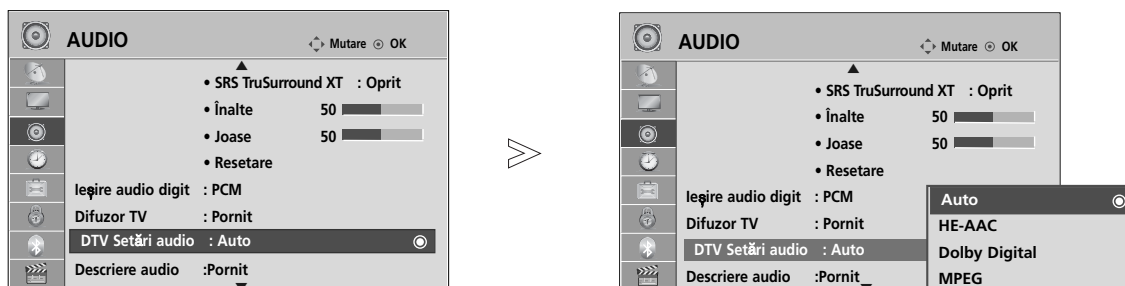 AUDIO
Mutare OK
• SRS TruSurround XT : Oprit
• Înalte 50
• Joase 50
• Resetare
Ieşire audio digit : PCM
Difuzor TV : Pornit
DTV Setări audio : Auto
Descriere audio :Pornit
AUDIO
Mutare OK
• SRS TruSurround XT : Oprit
• Înalte 50
• Joase 50
• Resetare
Ieşire audio digit : PCM
Difuzor TV : Pornit
DTV Setări audio : Auto
Descriere audio :Pornit
Auto
HE-AAC
Dolby Digital
MPEG